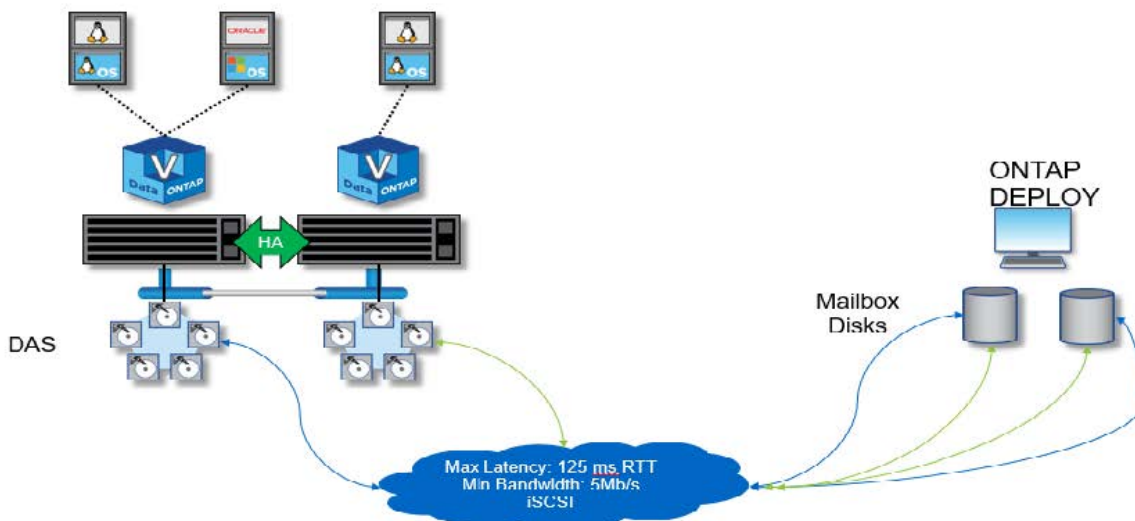 ORACLE
OS
OS
OS
V
Data ONTAP
V
Data ONTAP
ONTAP
DEPLOY
HA
Mailbox
Disks
DAS
Max Latency: 125 ms RTT
Min Bandwidth: 5Mb/s
iSCSI